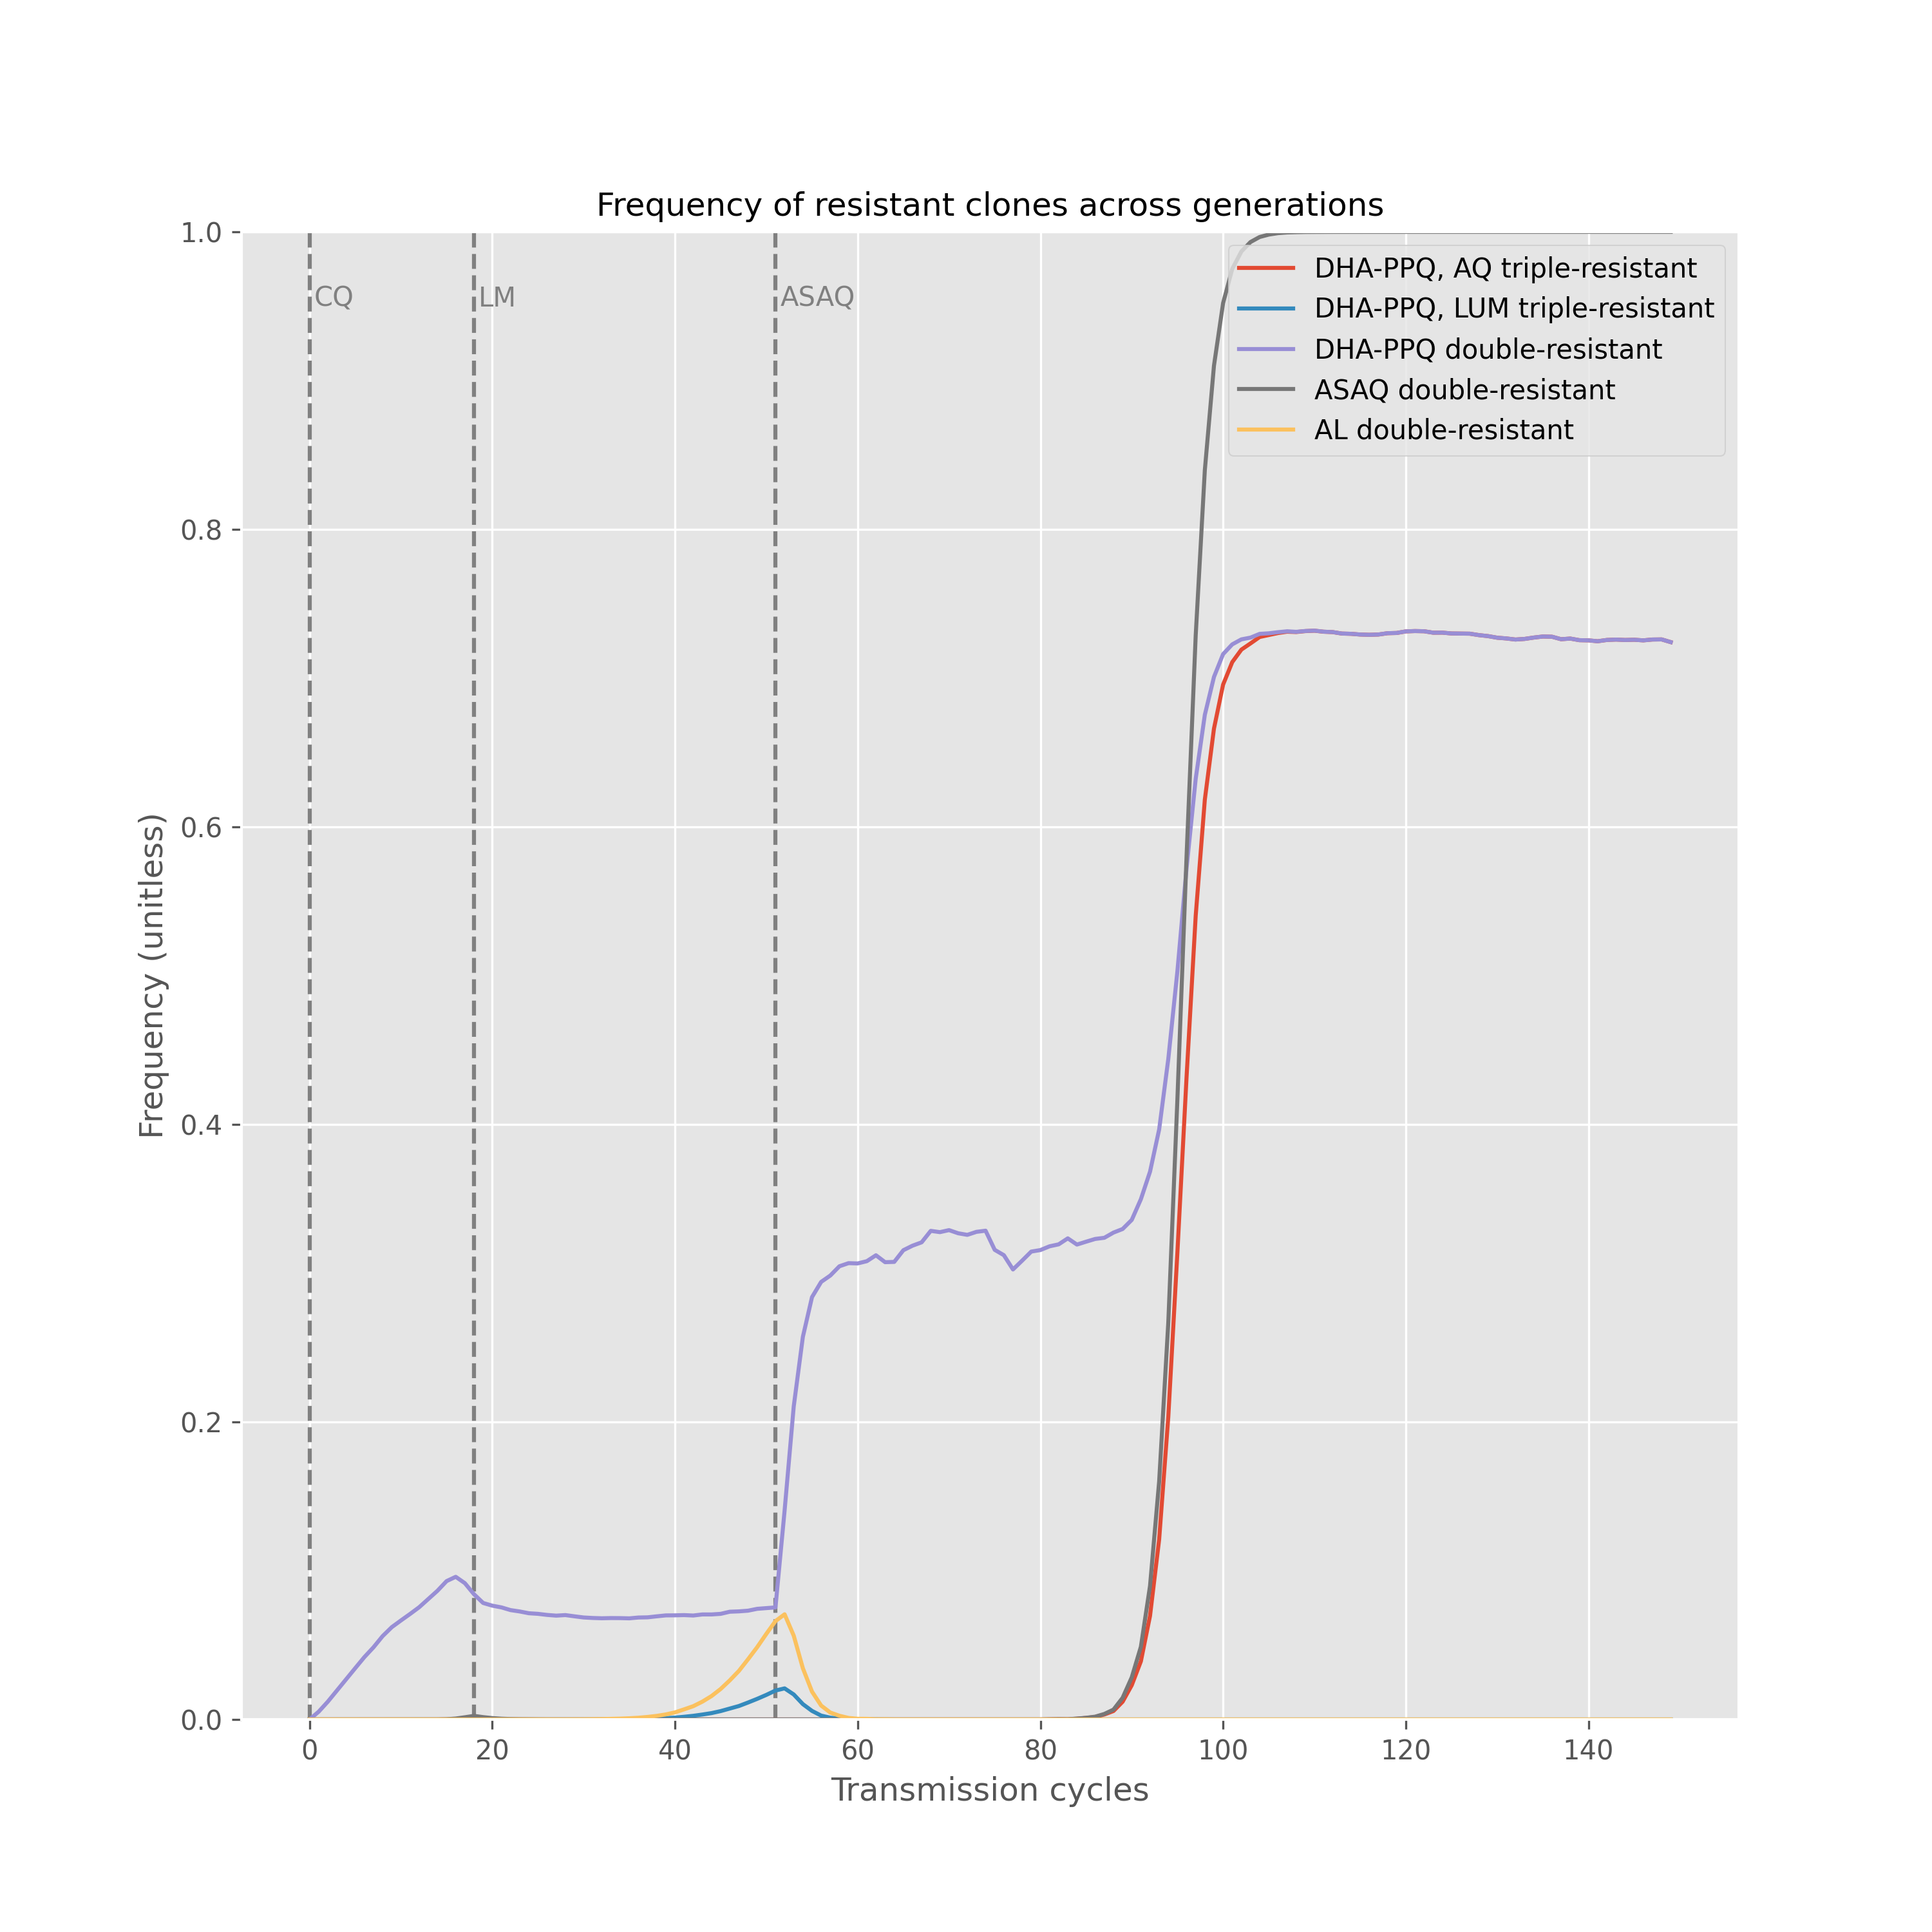 Frequency of resistant clones across generations
1.0
0.8
0.6
0.4
0.2
0.0
Frequency (unitless)
CQ
LM
ASAQ
DHA-PPQ, AQ triple-resistant
DHA-PPQ, LUM triple-resistant
DHA-PPQ double-resistant
ASAQ double-resistant
AL double-resistant
0 20 40 60 80 100 120 140
Transmission cycles